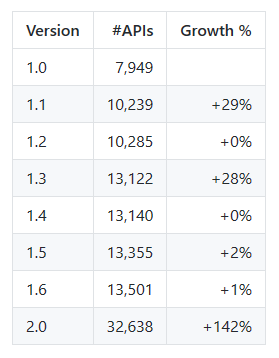 Version #APIs Growth %
1.0 7,949
1.1 10,239 +29%
1.2 10,285 +0%
1.3 13,122 +28%
1.4 13,140 +0%
1.5 13,355 +2%
1.6 13,501 +1%
2.0 32,638 +142%